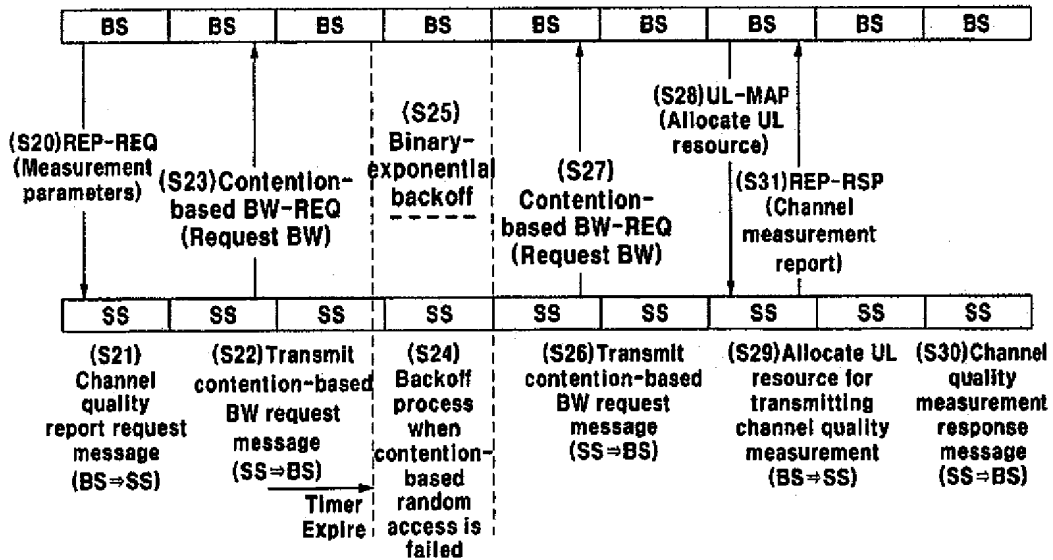 BS BS BS BS BS BS BS BS
(S20)REP-REQ
(Measurement
parameters)
(S23)Contention-
based BW-REQ
(Request BW)
(S25)
Binary-
exponential
backoff
(S27)
Contention-
based BW-REQ
(Request BW)
(S28)UL-MAP
(Allocate UL
resource)
(S31)REP-RSP
(Channel
measurement
report)
SS SS SS SS SS SS SS SS
(S21)
Channel
quality
report request
message
(BS⇒SS)
(S22)Transmit
contention-based
BW request
message
(SS⇒BS)
Timer
Expire
(S24)
Backoff
process
when
contention-
based
random
access is
failed
(S26)Transmit
contention-based
BW request
message
(SS⇒BS)
(S29)Allocate UL
resource for
transmitting
channel quality
measurement
(BS⇒SS)
(S30)Channel
quality
measurement
response
message
(SS⇒BS)